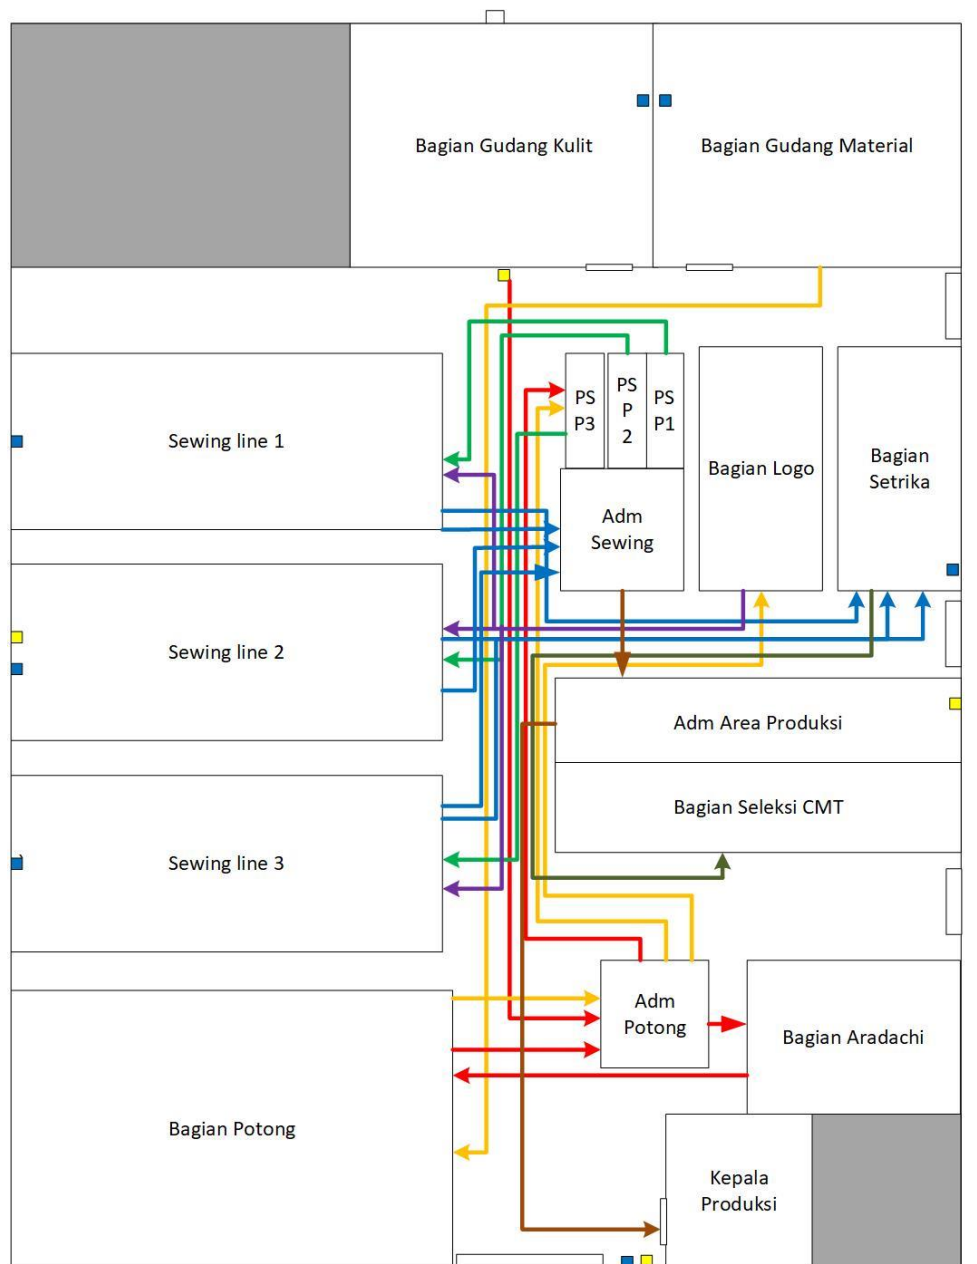 Bagian Gudang Kulit
Bagian Gudang Material
PS
P3
PS
P
2
PS
P1
Sewing line 1
Bagian Logo
Bagian
Setrika
Adm
Sewing
Sewing line 2
Adm Area Produksi
Bagian Seleksi CMT
Sewing line 3
Adm
Potong
Bagian Aradachi
Bagian Potong
Kepala
Produksi